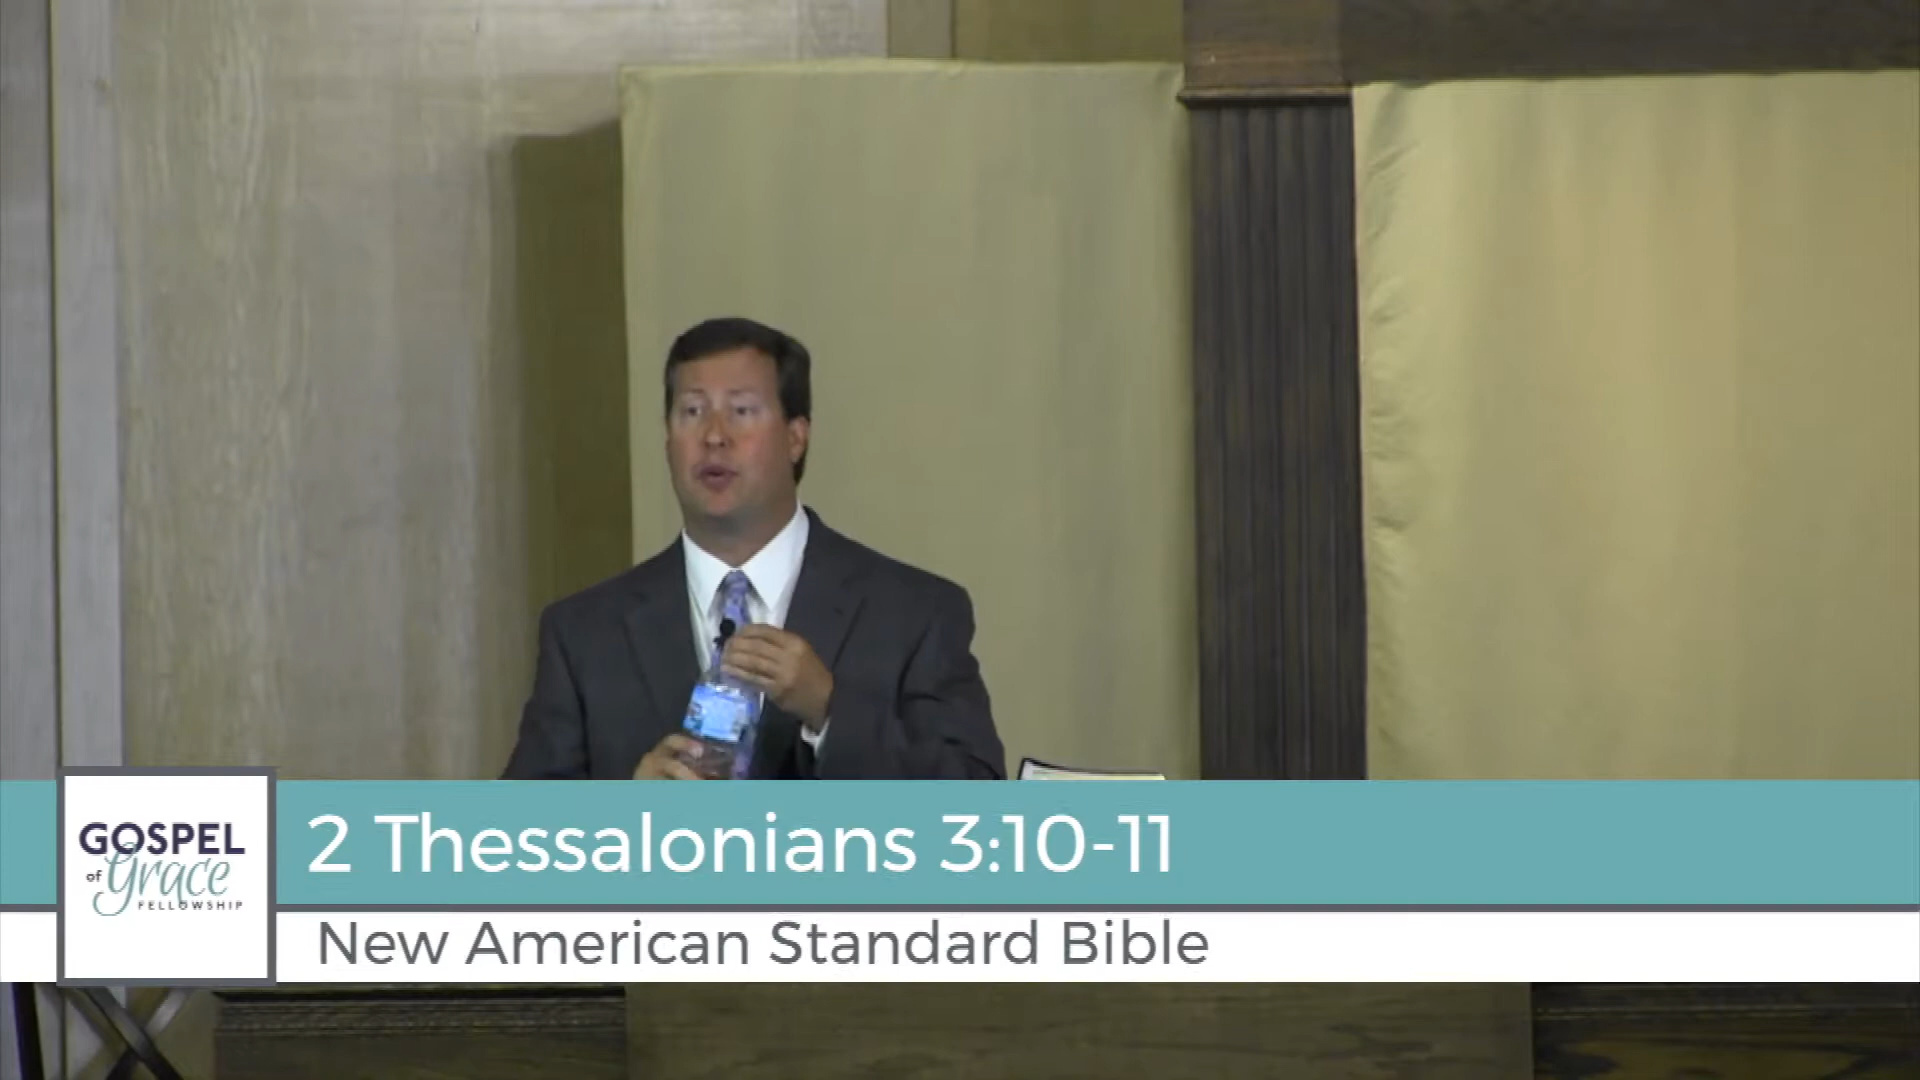 2 Thessalonians 3:10-11
New American Standard Bible
GOSPEL
of Grace
FELLOWSHIP